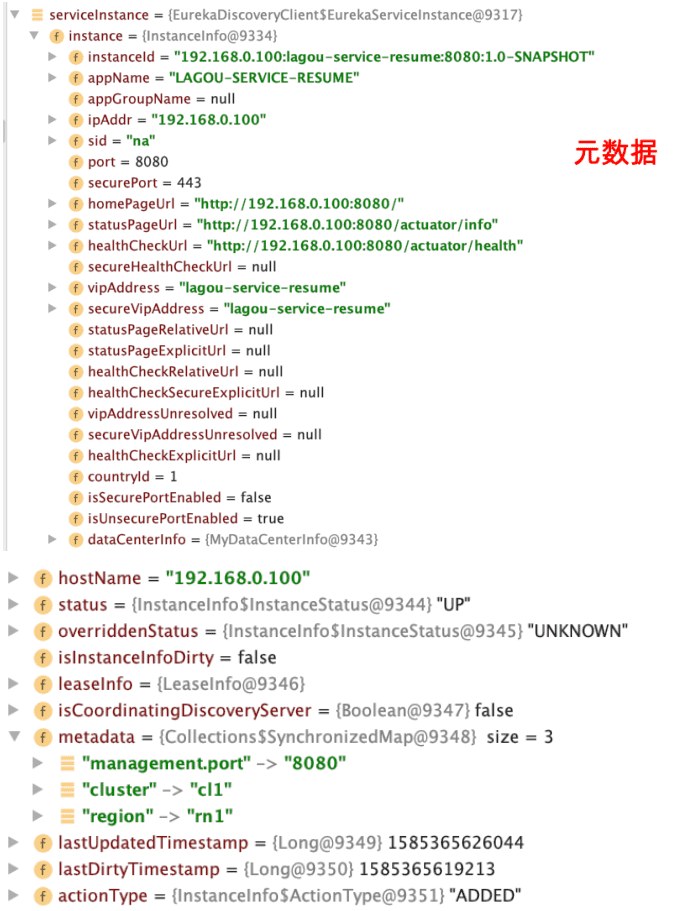 serviceInstance = {EurekaDiscoveryClient$EurekaServiceInstance@9317}
f instance = {InstanceInfo@9334}
f instanceId = "192.168.0.100:lagou-service-resume:8080:1.0-SNAPSHOT"
f appName = "LAGOU-SERVICE-RESUME"
f appGroupName = null
f ipAddr = "192.168.0.100"
f sid = "na"
元数据
f port = 8080
f securePort = 443
f homePageUrl = "http://192.168.0.100:8080/"
f statusPageUrl = "http://192.168.0.100:8080/actuator/info"
f healthCheckUrl = "http://192.168.0.100:8080/actuator/health"
f secureHealthCheckUrl = null
f vipAddress = "lagou-service-resume"
f secureVipAddress = "lagou-service-resume"
f statusPageRelativeUrl = null
f statusPageExplicitUrl = null
f healthCheckRelativeUrl = null
f healthCheckSecureExplicitUrl = null
f vipAddressUnresolved = null
f secureVipAddressUnresolved = null
f healthCheckExplicitUrl = null
f countryId = 1
f isSecurePortEnabled = false
f isUnsecurePortEnabled = true
f dataCenterInfo = {MyDataCenterInfo@9343}
f hostName = "192.168.0.100"
f status = {InstanceInfo$InstanceStatus@9344} "UP"
f overriddenStatus = {InstanceInfo$InstanceStatus@9345} "UNKNOWN"
f isInstanceInfoDirty = false
f leaseInfo = {LeaseInfo@9346}
f isCoordinatingDiscoveryServer = {Boolean@9347} false
f metadata = {Collections$SynchronizedMap@9348} size = 3
"management.port" -> "8080"
"cluster" -> "cl1"
"region" -> "rn1"
f lastUpdatedTimestamp = {Long@9349} 1585365626044
f lastDirtyTimestamp = {Long@9350} 1585365619213
f actionType = {InstanceInfo$ActionType@9351} "ADDED"